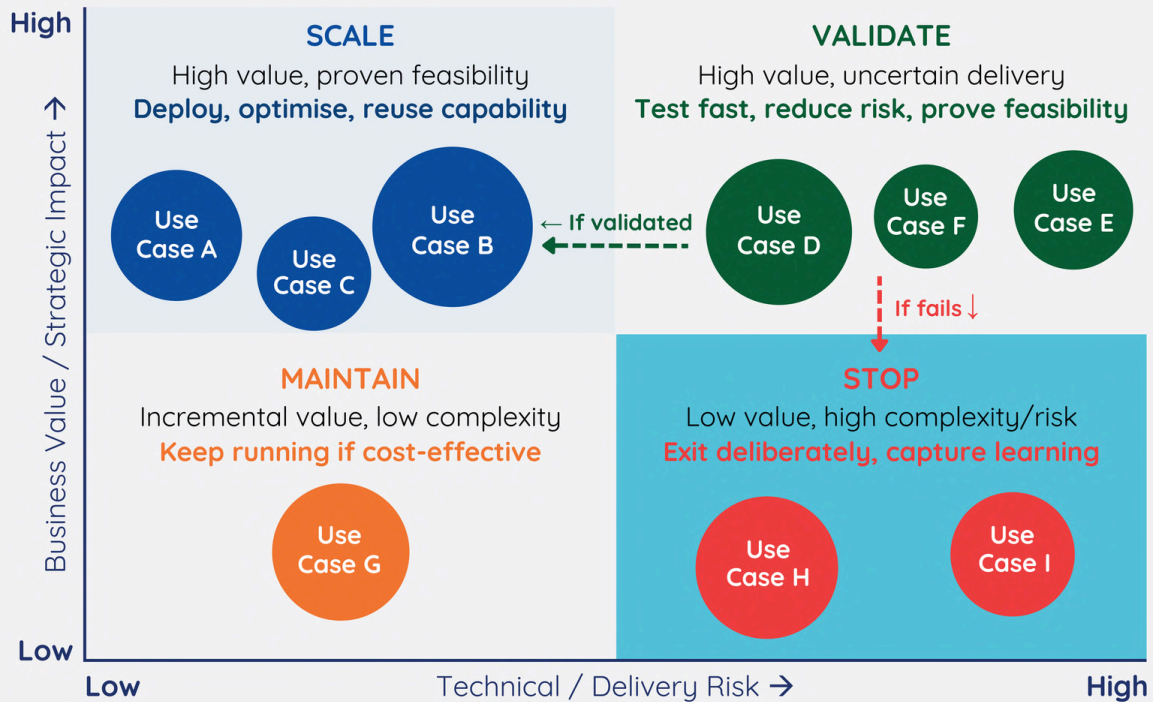 High
Business Value / Strategic Impact →
Low
SCALE
High value, proven feasibility
Deploy, optimise, reuse capability
Use
Case A
Use
Case C
Use
Case B
← If validated
VALIDATE
High value, uncertain delivery
Test fast, reduce risk, prove feasibility
Use
Case D
Use
Case F
Use
Case E
If fails ↓
MAINTAIN
Incremental value, low complexity
Keep running if cost-effective
Use
Case G
STOP
Low value, high complexity/risk
Exit deliberately, capture learning
Use
Case H
Use
Case I
Low
Technical / Delivery Risk →
High